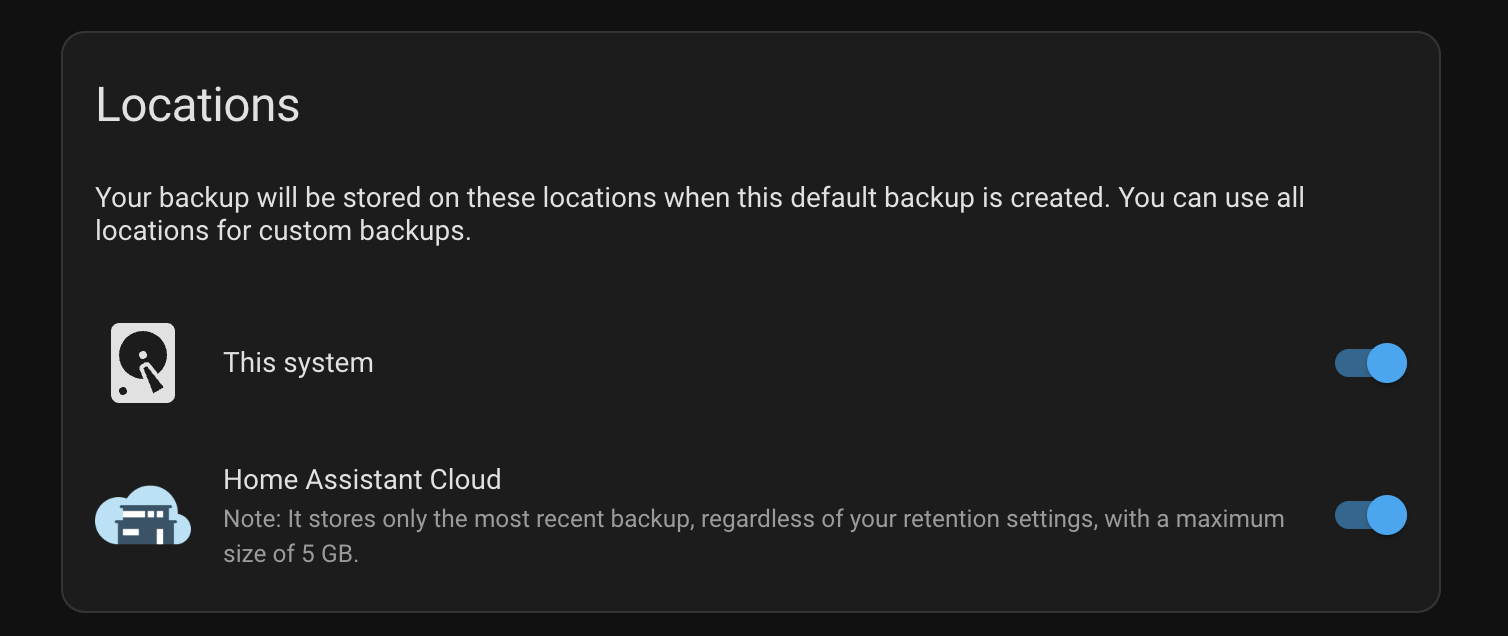 Locations
Your backup will be stored on these locations when this default backup is created. You can use all
locations for custom backups.
This system
Home Assistant Cloud
Note: It stores only the most recent backup, regardless of your retention settings, with a maximum
size of 5 GB.